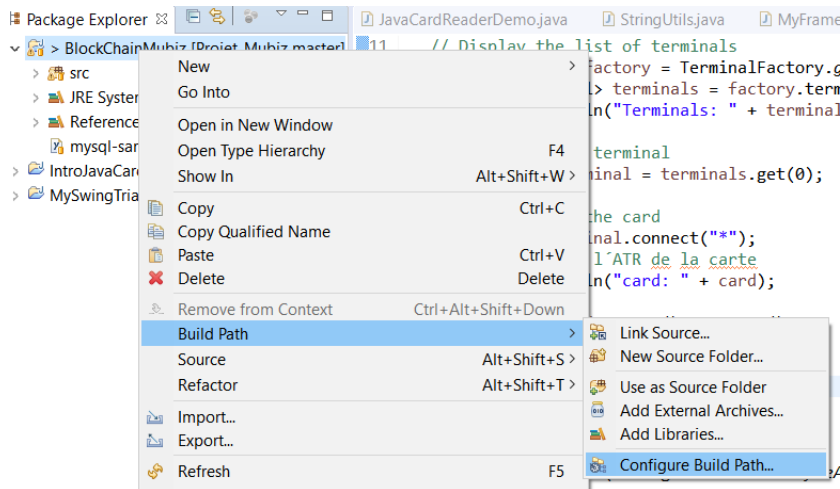 Package Explorer
JavaCardReaderDemo.java
StringUtils.java
MyFrame
> BlockChainMubiz [Projet-Mubiz master]
src
JRE System
Reference
mysql-
IntroJavaCar
MySwingTria
11 // Display the list of terminals
factory = TerminalFactory.g
> terminals = factory.term
ln("Terminals: " + terminal
terminal
minal = terminals.get(0);
the card
inal.connect("*");
l´ATR de la carte
ln("card: " + card);
New
Go Into
Open in New Window
Open Type Hierarchy F4
Show In Alt+Shift+W
Copy Ctrl+C
Copy Qualified Name
Paste Ctrl+V
Delete Delete
Remove from Context Ctrl+Alt+Shift+Down
Build Path
Source Alt+Shift+S
Refactor Alt+Shift+T
Import...
Export...
Refresh F5
Link Source...
New Source Folder...
Use as Source Folder
Add External Archives...
Add Libraries...
Configure Build Path...